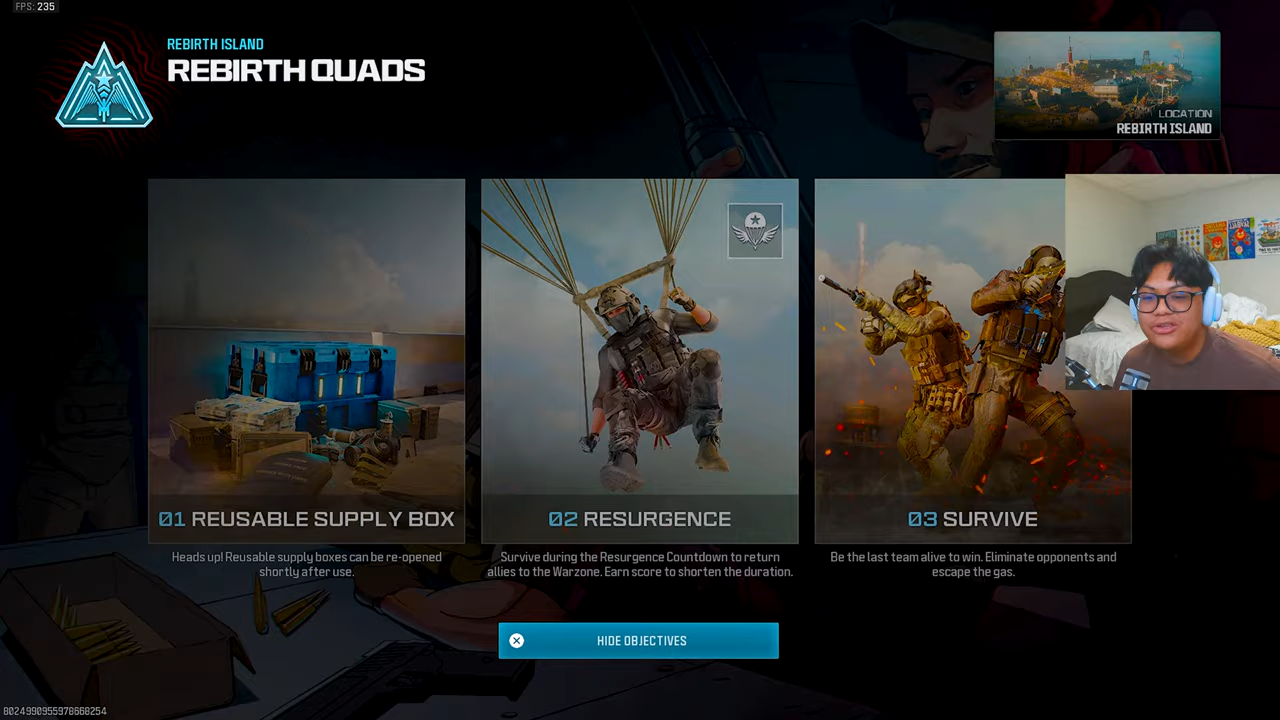 FPS: 235
REBIRTH ISLAND
REBIRTH QUADS
LOCATION
REBIRTH ISLAND
01 REUSABLE SUPPLY BOX
Heads up! Reusable supply boxes can be re-opened
shortly after use.
02 RESURGENCE
Survive during the Resurgence Countdown to return
allies to the Warzone. Earn score to shorten the duration.
03 SURVIVE
Be the last team alive to win. Eliminate opponents and
escape the gas.
HIDE OBJECTIVES
8024990955978668254